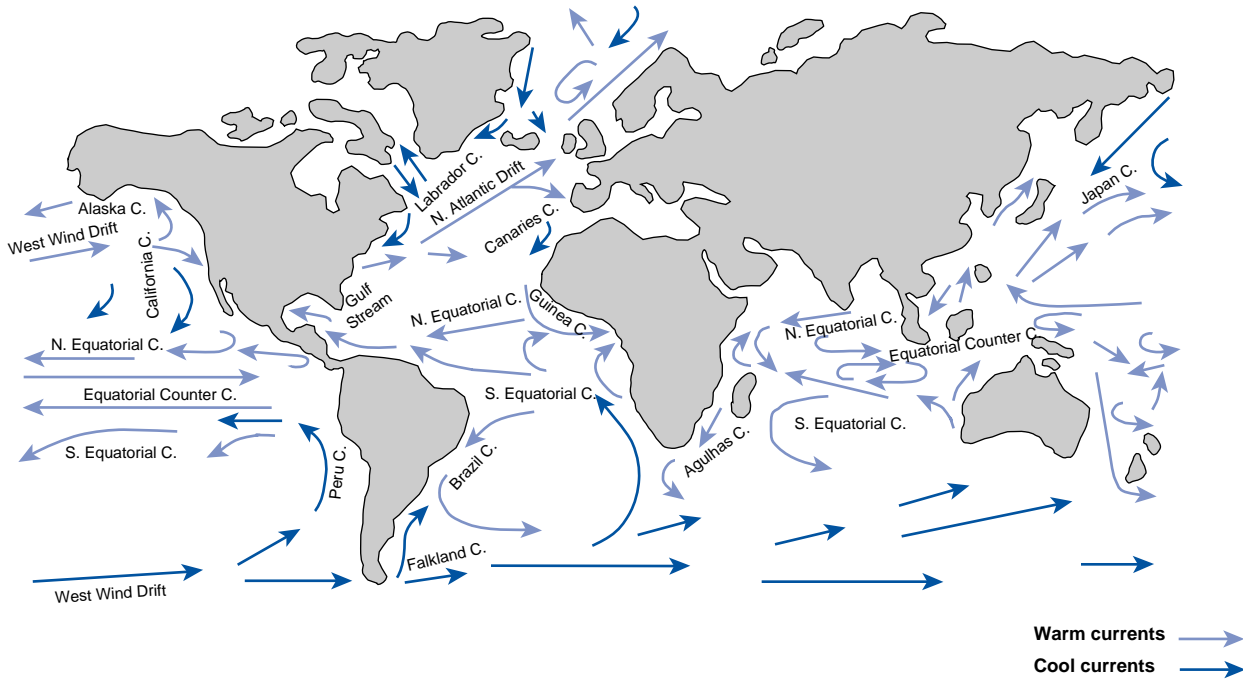 Labrador C.
N. Atlantic Drift
Alaska C.
West Wind Drift
California C.
Canaries C.
Japan C.
Gulf
Stream
N. Equatorial C.
Guinea C.
N. Equatorial C.
N. Equatorial C.
Equatorial Counter C.
Equatorial Counter C.
S. Equatorial C.
S. Equatorial C.
S. Equatorial C.
Peru C.
Brazil C.
Agulhas C.
Falkland C.
West Wind Drift
Warm currents
Cool currents